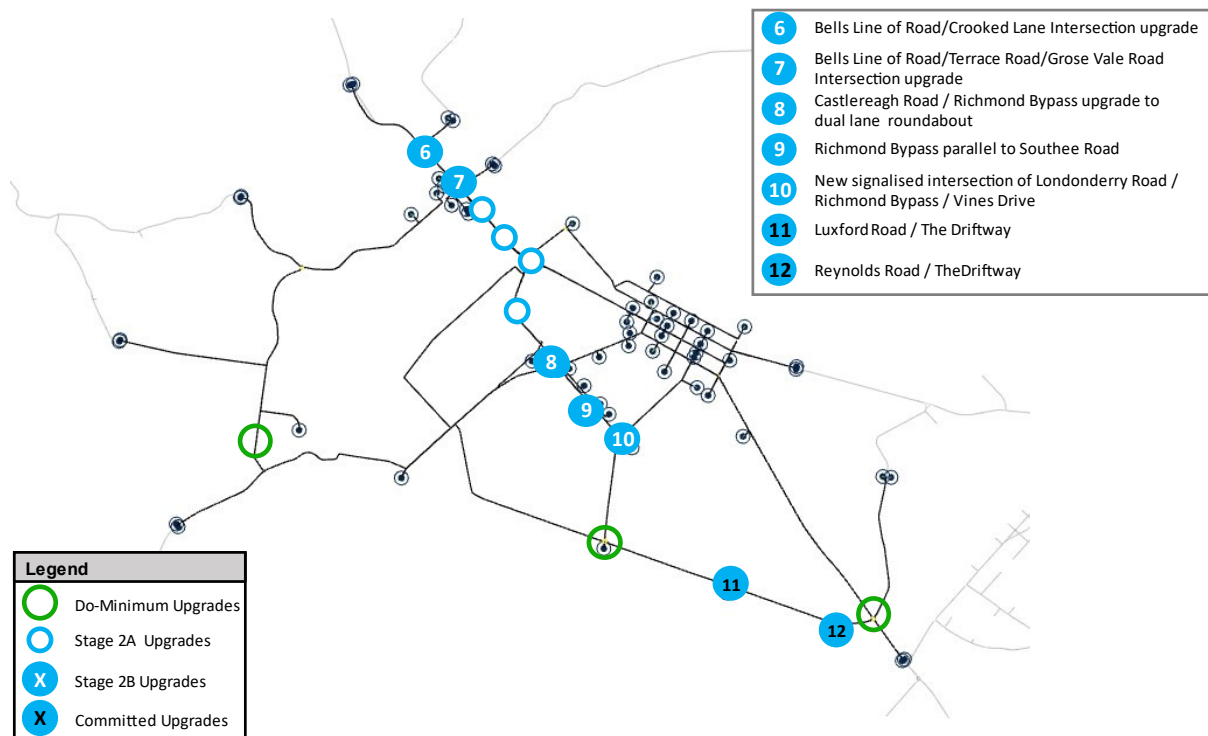 6 Bells Line of Road/Crooked Lane Intersection upgrade
7 Bells Line of Road/Terrace Road/Grose Vale Road
Intersection upgrade
8 Castlereagh Road / Richmond Bypass upgrade to
dual lane roundabout
9 Richmond Bypass parallel to Southee Road
10 New signalised intersection of Londonderry Road /
Richmond Bypass / Vines Drive
11 Luxford Road / The Driftway
12 Reynolds Road / TheDriftway
6
7
8
9
10
11
12
Legend
Do-Minimum Upgrades
Stage 2A Upgrades
X Stage 2B Upgrades
X Committed Upgrades